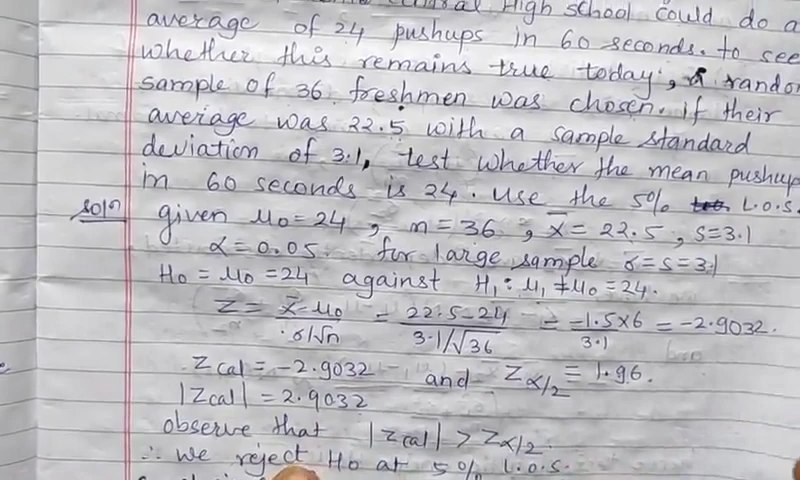 High school could do a
average of 24 pushups in 60 seconds. to see
whether this remains true today, a random
sample of 36 freshmen was chosen. if their
average was 22.5 with a sample standard
deviation of 3.1, test whether the mean pushup
in 60 seconds is 24. use the 5% L.O.S.
soln given μ0=24 , n=36 , x̄=22.5 , s=3.1
α=0.05. for large sample σ=s=3.1
H0 = μ0 =24 against H1 : μ1 ≠ μ0 = 24.
Z = x̄-μ0 / σ/√n = 22.5-24 / 3.1/√36 = -1.5×6 / 3.1 = -2.9032.
Zcal = -2.9032 and Zα/2 = 1.96.
|Zcal| = 2.9032
observe that |Zcal| > Zα/2.
∴ we reject H0 at 5% L.O.S.